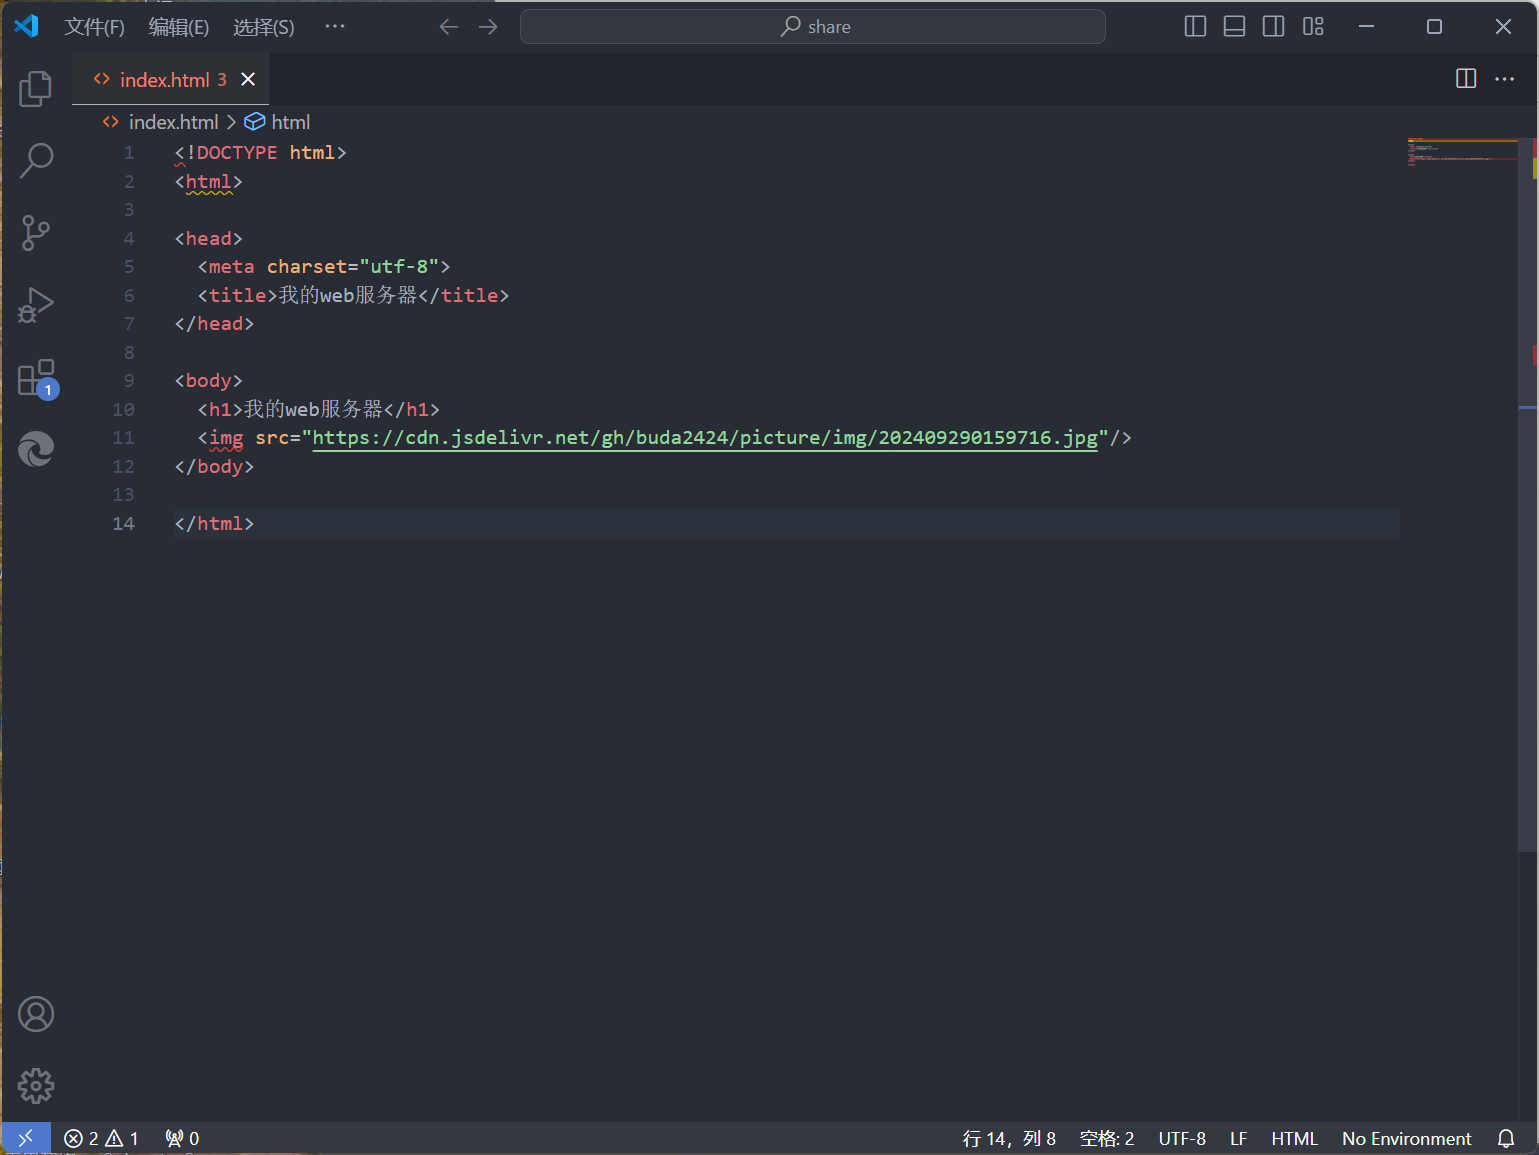 文件(F) 编辑(E) 选择(S) ··· share
index.html 3
index.html > html
1 <!DOCTYPE html>
2 <html>
3
4 <head>
5 <meta charset="utf-8">
6 <title>我的web服务器</title>
7 </head>
8
9 <body>
10 <h1>我的web服务器</h1>
11 <img src="https://cdn.jsdelivr.net/gh/buda2424/picture/img/202409290159716.jpg"/>
12 </body>
13
14 </html>
1
2 1 0 行 14，列 8 空格: 2 UTF-8 LF HTML No Environment